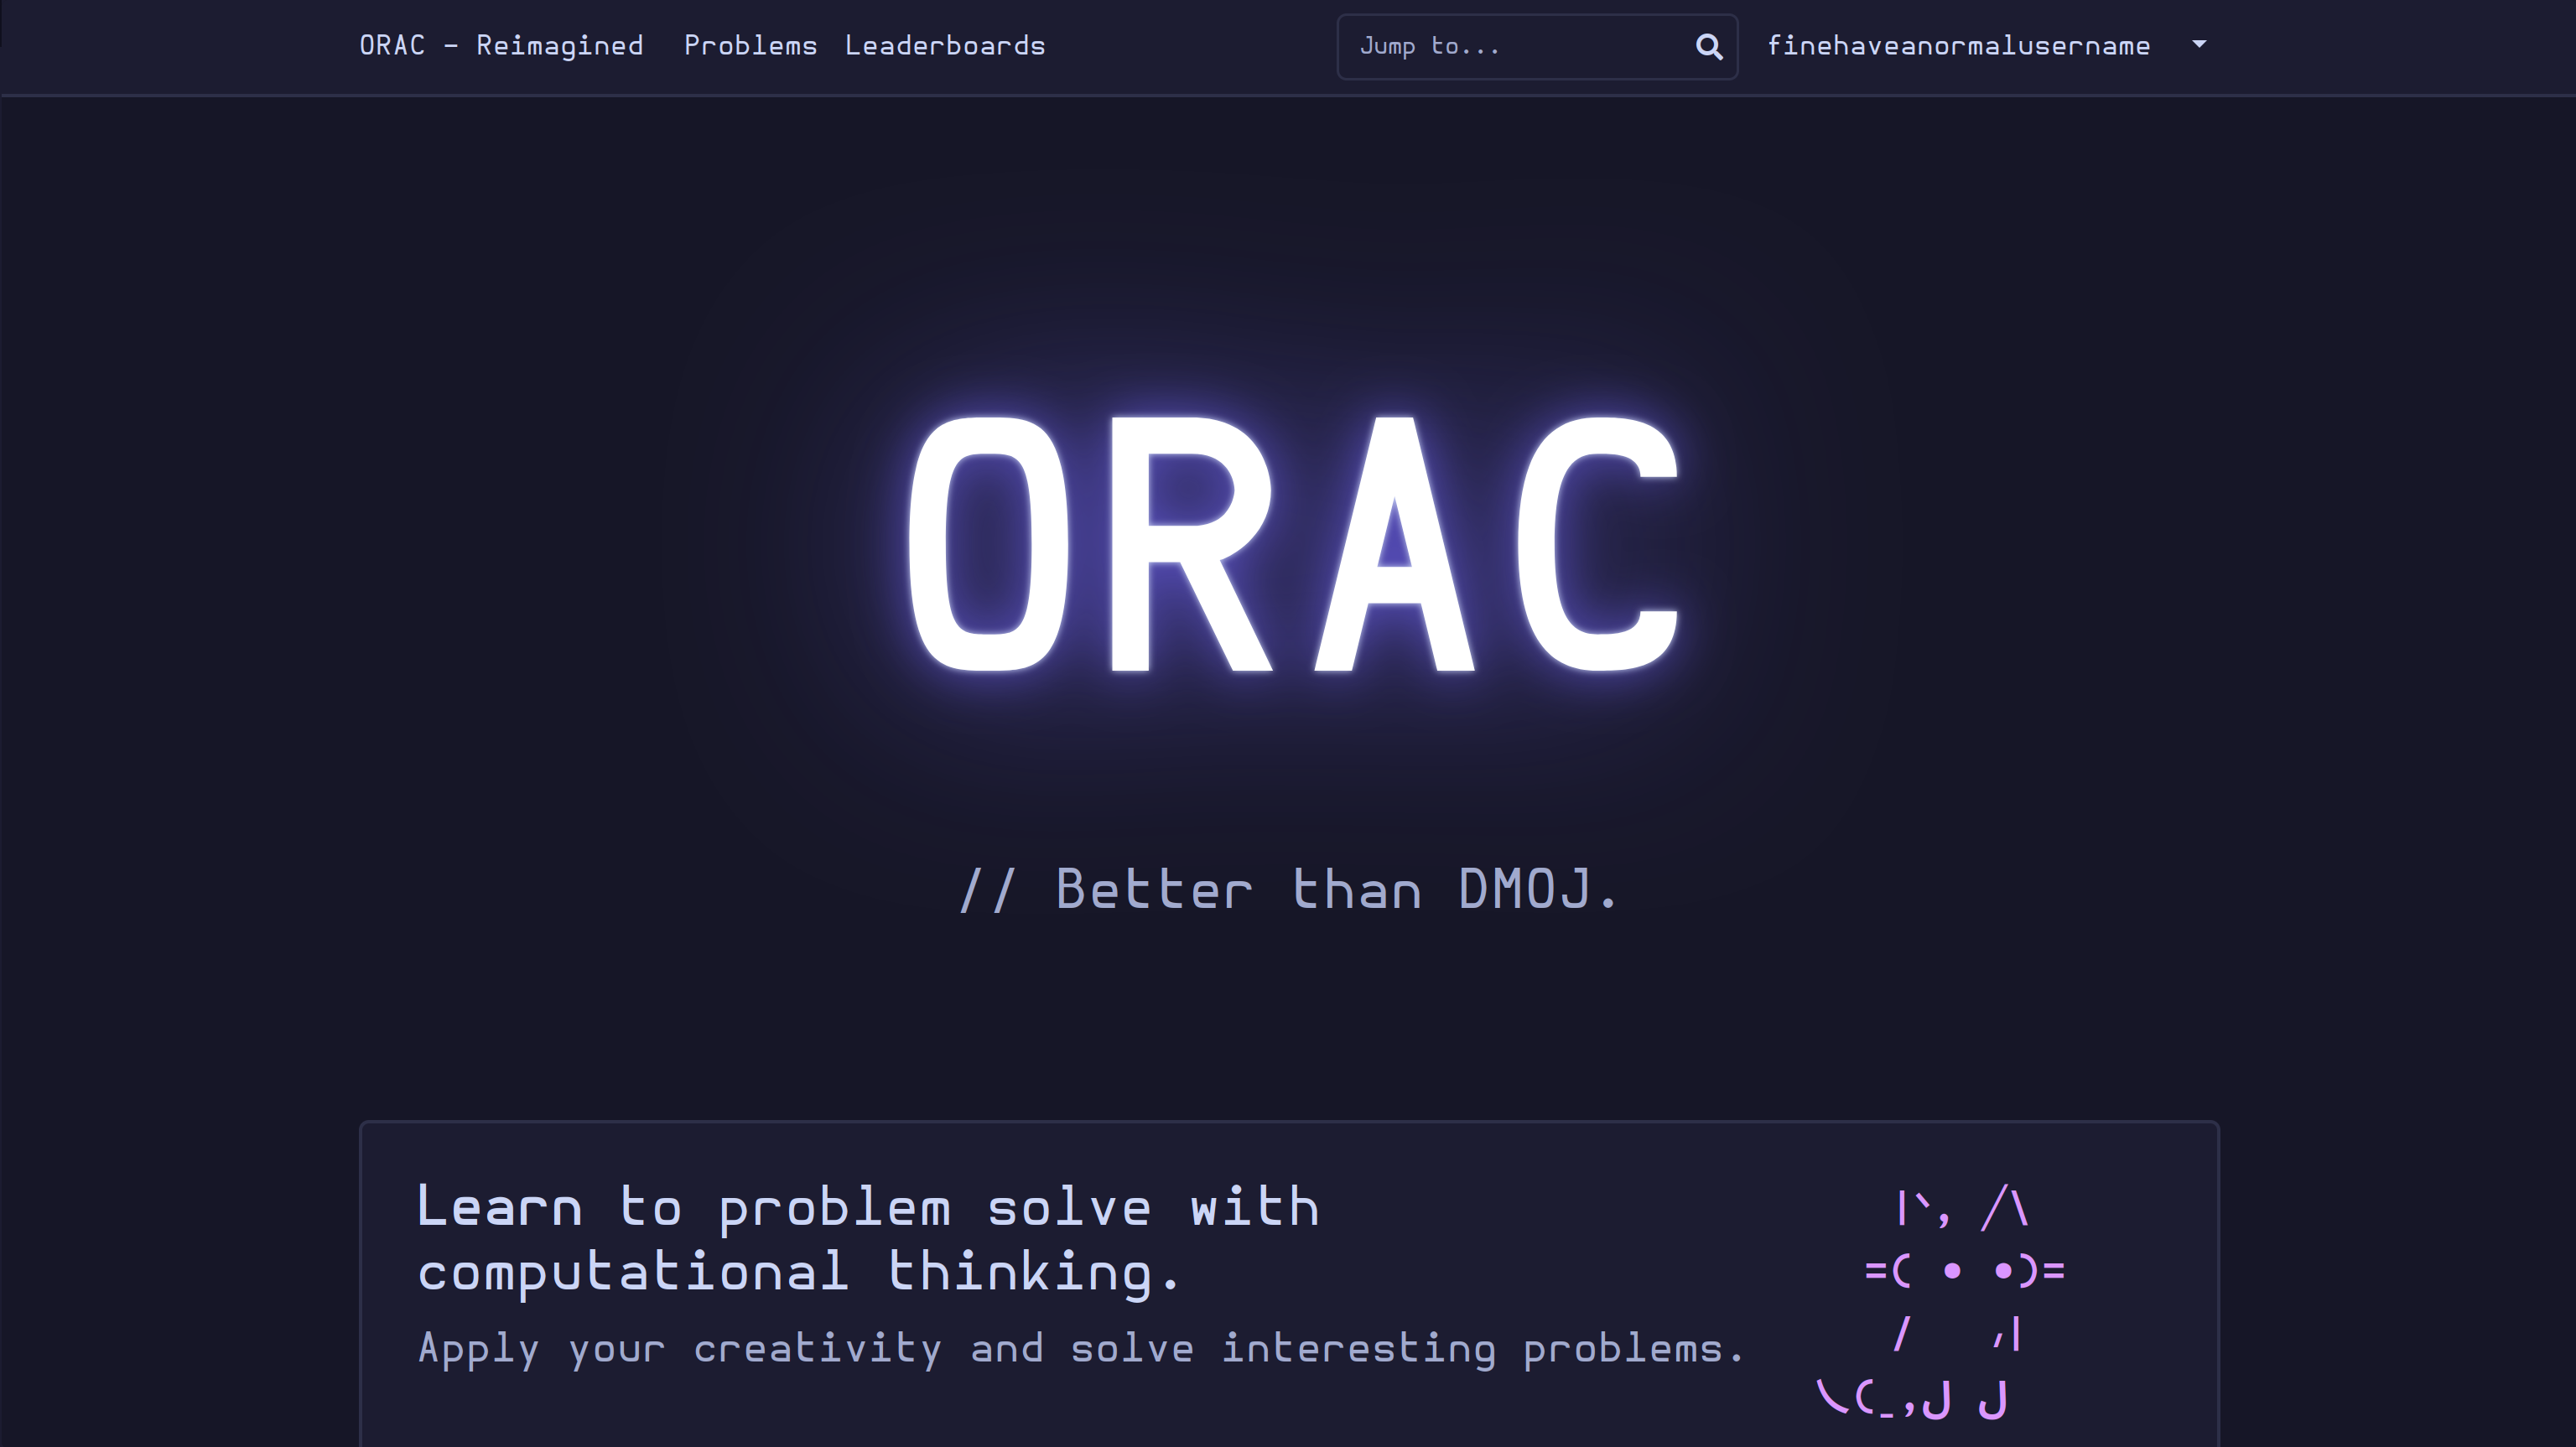 ORAC - Reimagined Problems Leaderboards Jump to... finehaveanormalusername
ORAC
// Better than DMOJ.
Learn to problem solve with
computational thinking.
Apply your creativity and solve interesting problems.
|ヽ, ╱\
=( • •)=
/   ,|
╰(_,ل ل